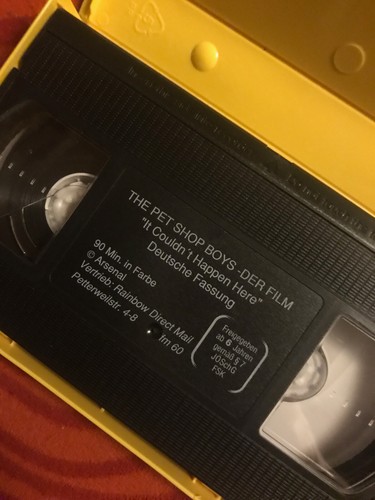 THE PET SHOP BOYS -DER FILM
"It Couldn´t Happen Here"
Deutsche Fassung
90 Min. in Farbe
© Arsenal
Vertrieb: Rainbow Direct Mail
Petterweilstr. 4-8
fm 60
Freigegeben
ab 6 Jahren
gemäß § 7
JÖSchG
FSK